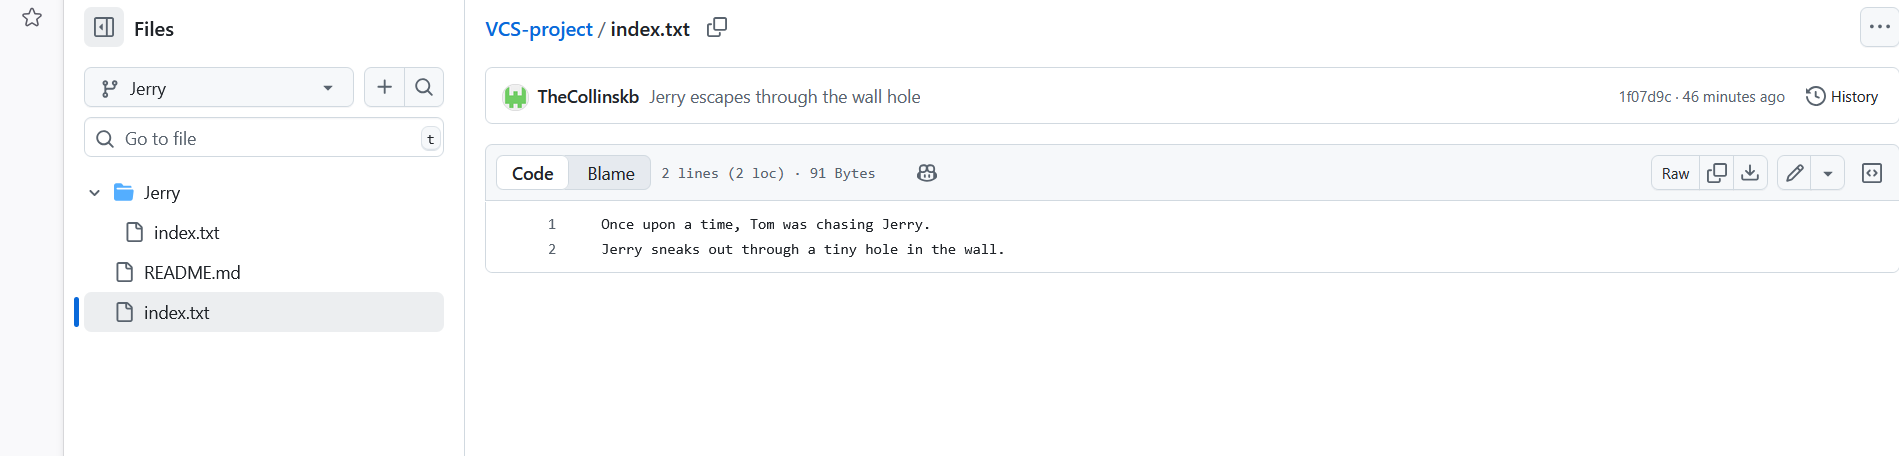 Files
Jerry
Go to file
t
Jerry
index.txt
README.md
index.txt
VCS-project / index.txt
TheCollinskb Jerry escapes through the wall hole
1f07d9c · 46 minutes ago
History
Code
Blame
2 lines (2 loc) · 91 Bytes
Raw
1 Once upon a time, Tom was chasing Jerry.
2 Jerry sneaks out through a tiny hole in the wall.